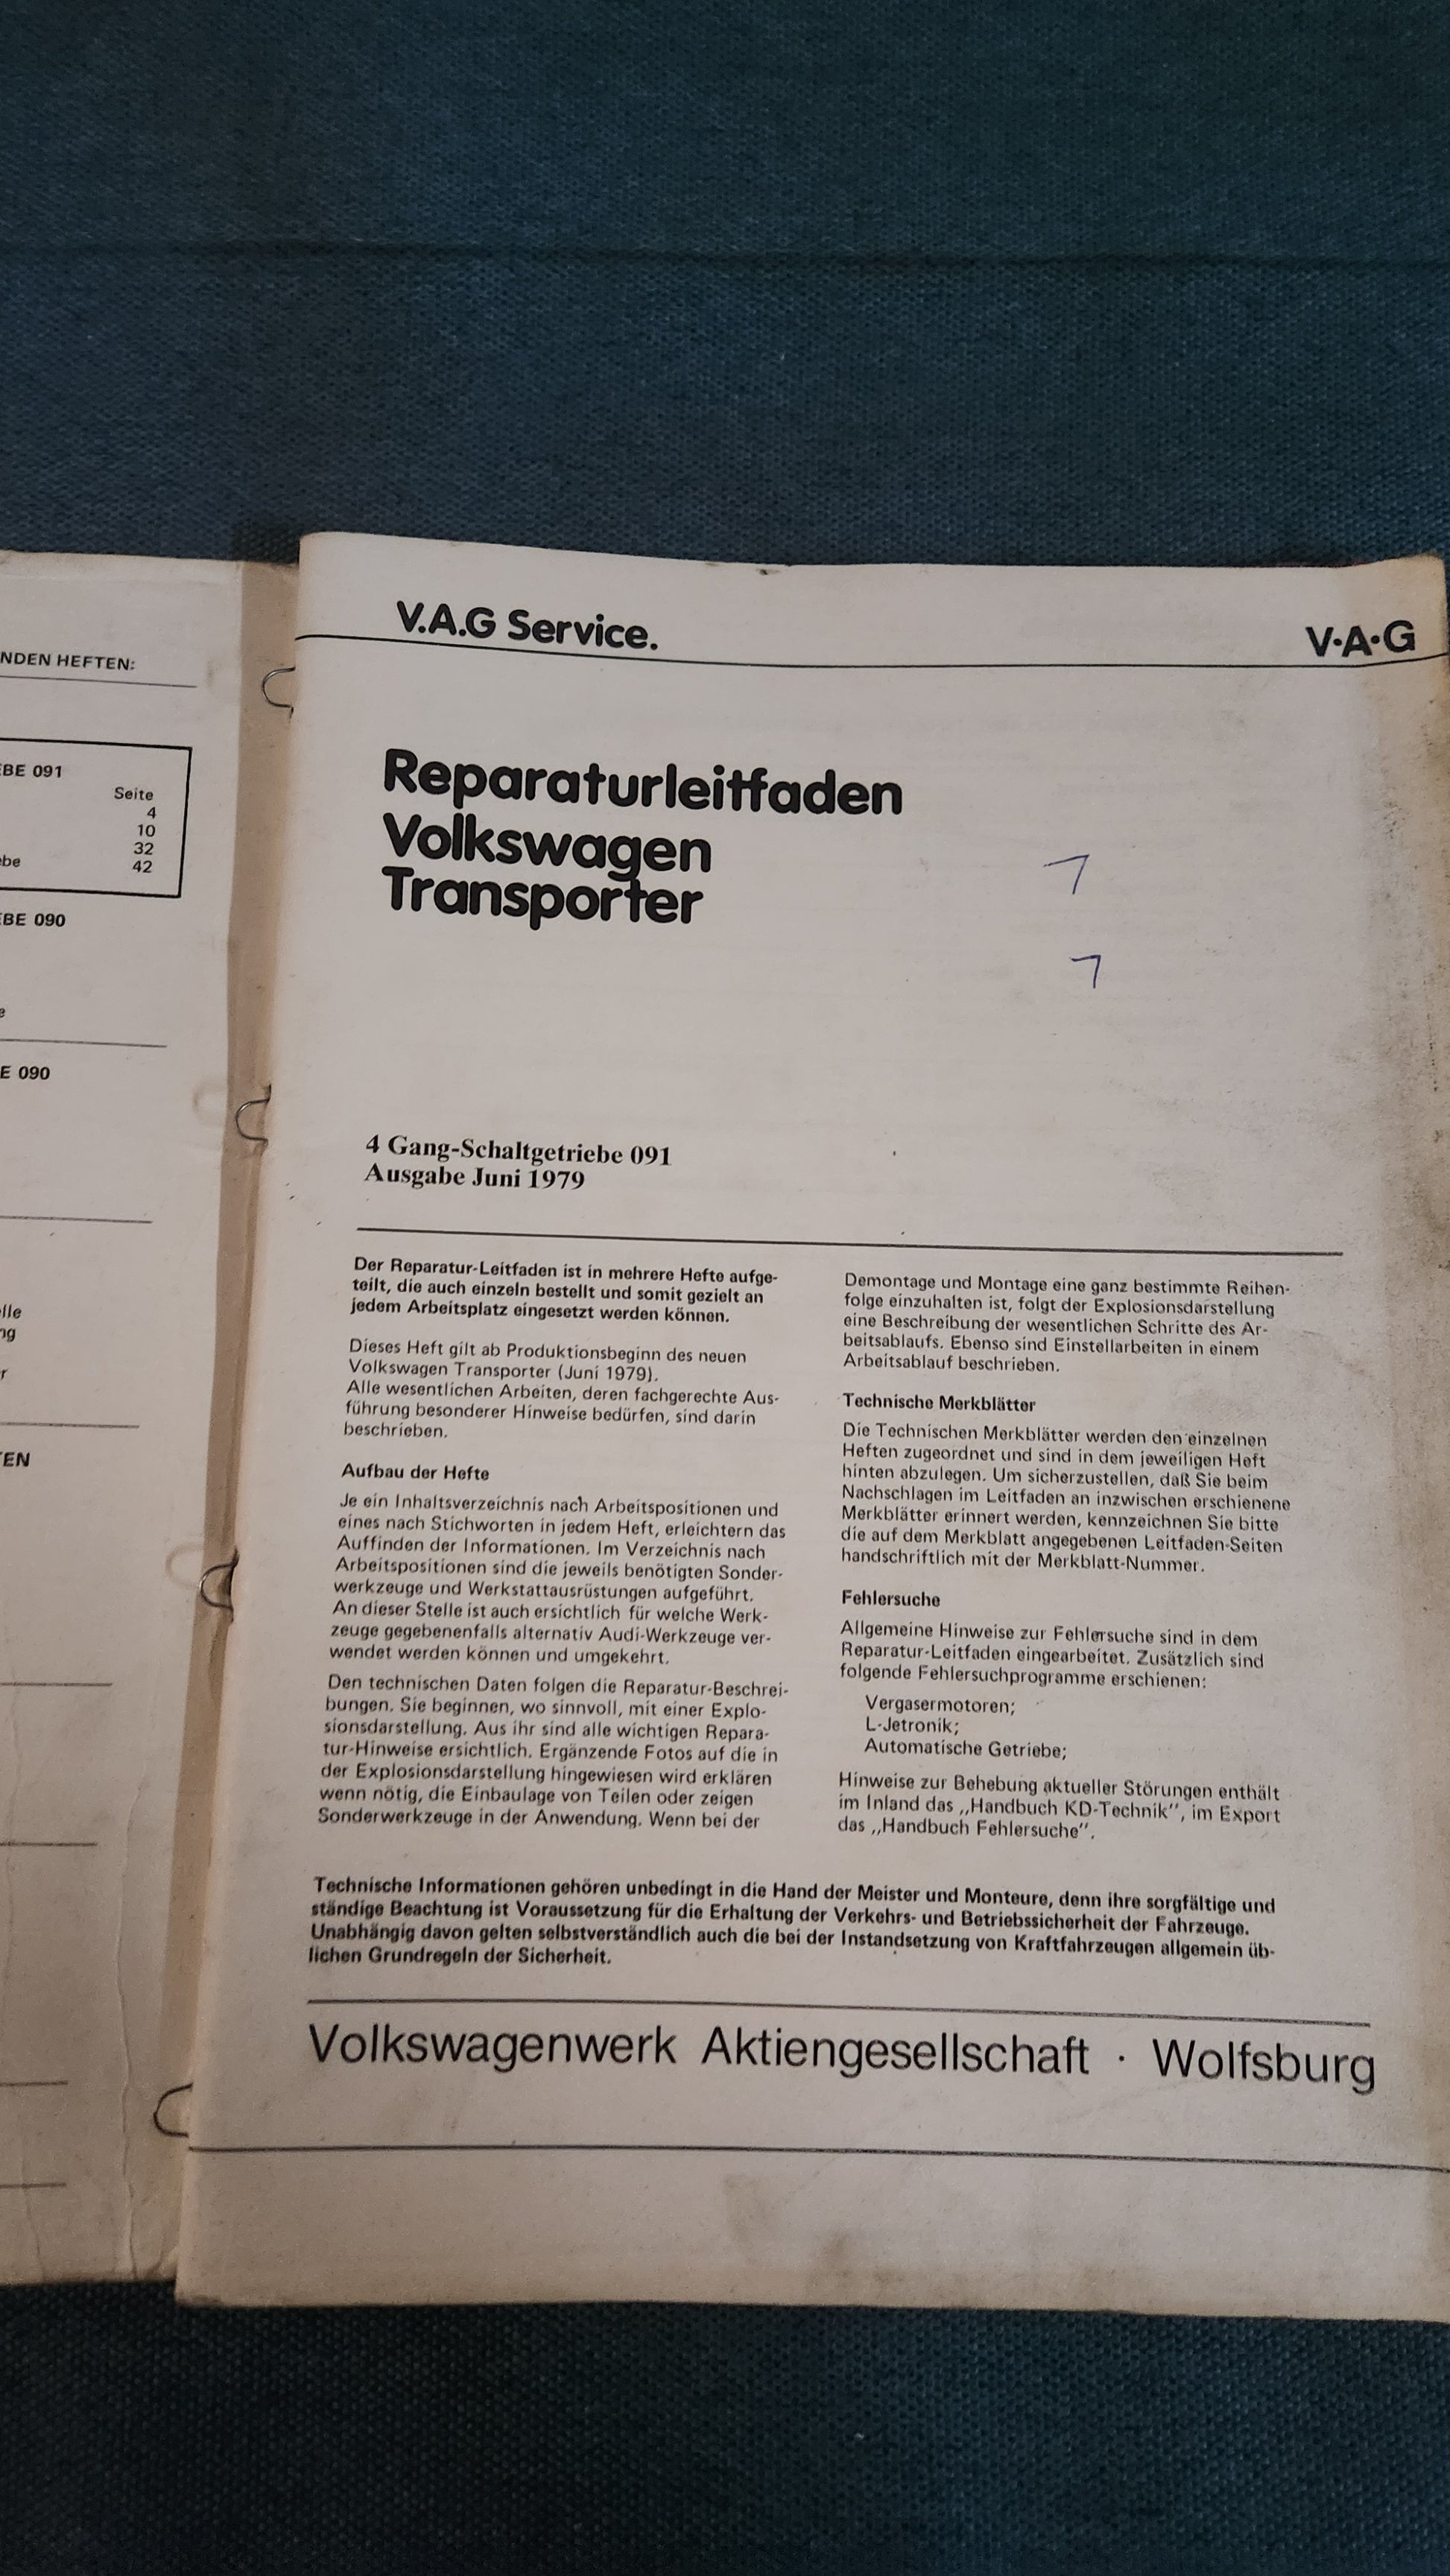 NDEN HEFTEN:
BE 091
Seite
4
10
32
be 42
BE 090
E 090
EN
V.A.G Service.
V·A·G
Reparaturleitfaden
Volkswagen
Transporter
4 Gang-Schaltgetriebe 091
Ausgabe Juni 1979
Der Reparatur-Leitfaden ist in mehrere Hefte aufge-
teilt, die auch einzeln bestellt und somit gezielt an
jedem Arbeitsplatz eingesetzt werden können.
Dieses Heft gilt ab Produktionsbeginn des neuen
Volkswagen Transporter (Juni 1979).
Alle wesentlichen Arbeiten, deren fachgerechte Aus-
führung besonderer Hinweise bedürfen, sind darin
beschrieben.
Aufbau der Hefte
Je ein Inhaltsverzeichnis nach Arbeitspositionen und
eines nach Stichworten in jedem Heft, erleichtern das
Auffinden der Informationen. Im Verzeichnis nach
Arbeitspositionen sind die jeweils benötigten Sonder-
werkzeuge und Werkstattausrüstungen aufgeführt.
An dieser Stelle ist auch ersichtlich für welche Werk-
zeuge gegebenenfalls alternativ Audi-Werkzeuge ver-
wendet werden können und umgekehrt.
Den technischen Daten folgen die Reparatur-Beschrei-
bungen. Sie beginnen, wo sinnvoll, mit einer Explo-
sionsdarstellung. Aus ihr sind alle wichtigen Repara-
tur-Hinweise ersichtlich. Ergänzende Fotos auf die in
der Explosionsdarstellung hingewiesen wird erklären
wenn nötig, die Einbaulage von Teilen oder zeigen
Sonderwerkzeuge in der Anwendung. Wenn bei der
Demontage und Montage eine ganz bestimmte Reihen-
folge einzuhalten ist, folgt der Explosionsdarstellung
eine Beschreibung der wesentlichen Schritte des Ar-
beitsablaufs. Ebenso sind Einstellarbeiten in einem
Arbeitsablauf beschrieben.
Technische Merkblätter
Die Technischen Merkblätter werden den einzelnen
Heften zugeordnet und sind in dem jeweiligen Heft
hinten abzulegen. Um sicherzustellen, daß Sie beim
Nachschlagen im Leitfaden an inzwischen erschienene
Merkblätter erinnert werden, kennzeichnen Sie bitte
die auf dem Merkblatt angegebenen Leitfaden-Seiten
handschriftlich mit der Merkblatt-Nummer.
Fehlersuche
Allgemeine Hinweise zur Fehlersuche sind in dem
Reparatur-Leitfaden eingearbeitet. Zusätzlich sind
folgende Fehlersuchprogramme erschienen:
Vergasermotoren;
L-Jetronik;
Automatische Getriebe;
Hinweise zur Behebung aktueller Störungen enthält
im Inland das ,,Handbuch KD-Technik'', im Export
das ,,Handbuch Fehlersuche''.
Technische Informationen gehören unbedingt in die Hand der Meister und Monteure, denn ihre sorgfältige und
ständige Beachtung ist Voraussetzung für die Erhaltung der Verkehrs- und Betriebssicherheit der Fahrzeuge.
Unabhängig davon gelten selbstverständlich auch die bei der Instandsetzung von Kraftfahrzeugen allgemein üb-
lichen Grundregeln der Sicherheit.
Volkswagenwerk Aktiengesellschaft · Wolfsburg